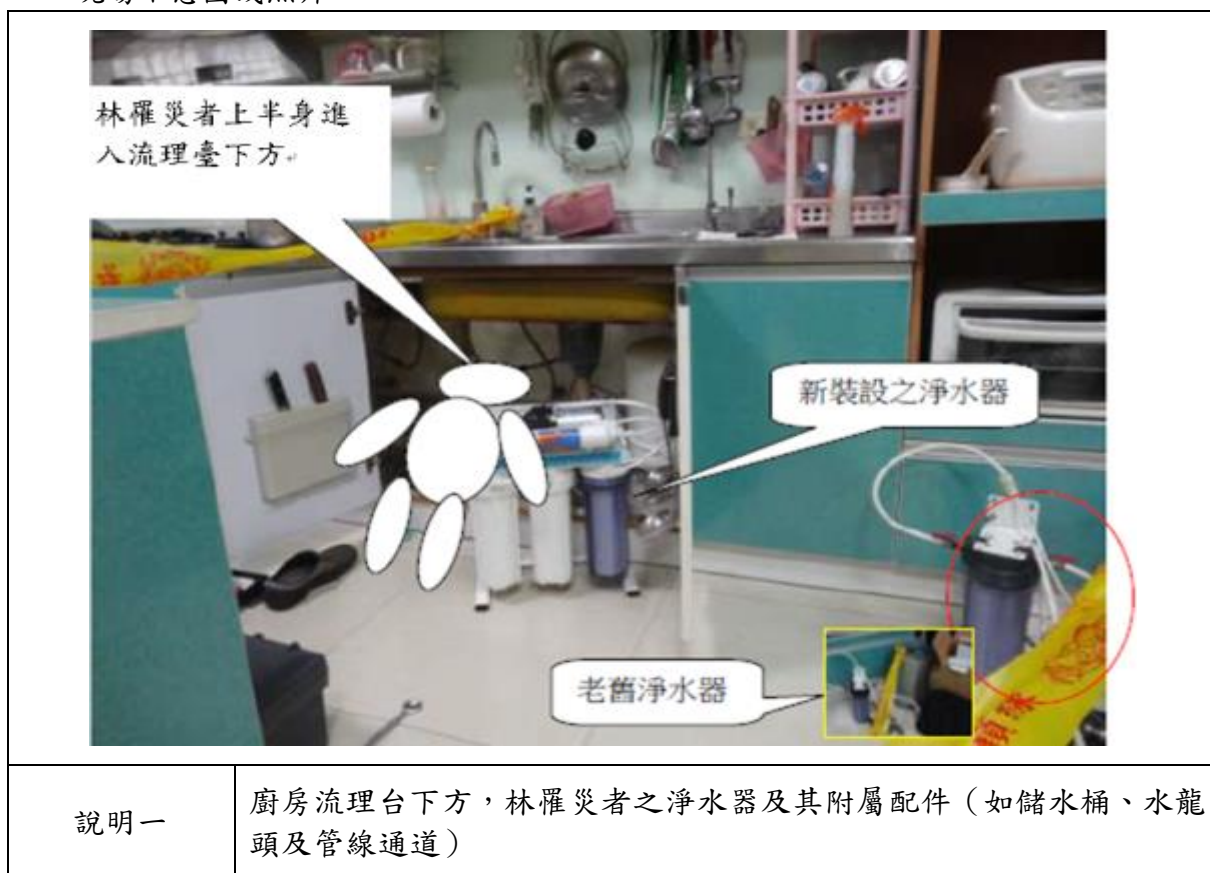 林罹災者上半身進
入流理臺下方
新裝設之淨水器
老舊淨水器
說明一
廚房流理台下方，林罹災者之淨水器及其附屬配件（如儲水桶、水龍
頭及管線通道）